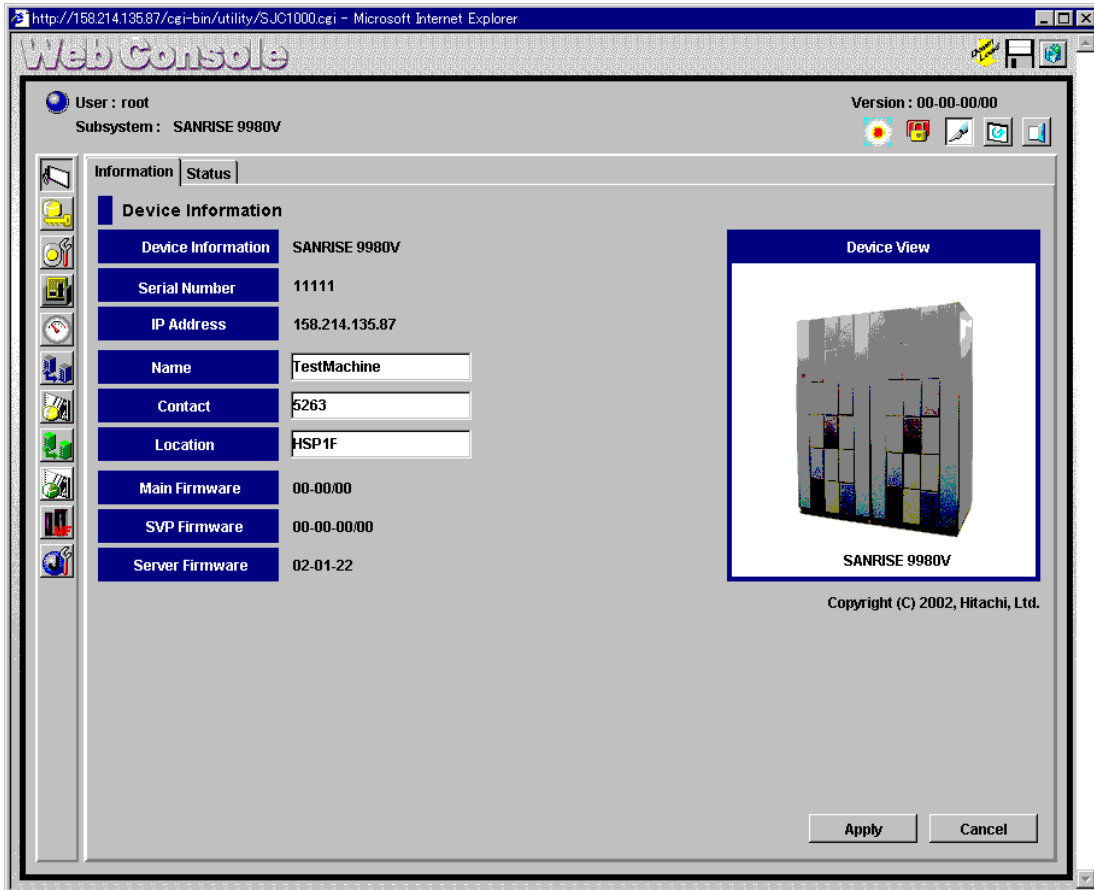 http://158.214.135.87/cgi-bin/utility/SJC1000.cgi - Microsoft Internet Explorer
Web Console
User : root
Version : 00-00-00/00
Subsystem : SANRISE 9980V
Information Status
Device Information
Device Information SANRISE 9980V
Serial Number 11111
IP Address 158.214.135.87
Name TestMachine
Contact 5263
Location HSP1F
Main Firmware 00-00/00
SVP Firmware 00-00-00/00
Server Firmware 02-01-22
Device View
SANRISE 9980V
Copyright (C) 2002, Hitachi, Ltd.
Apply Cancel